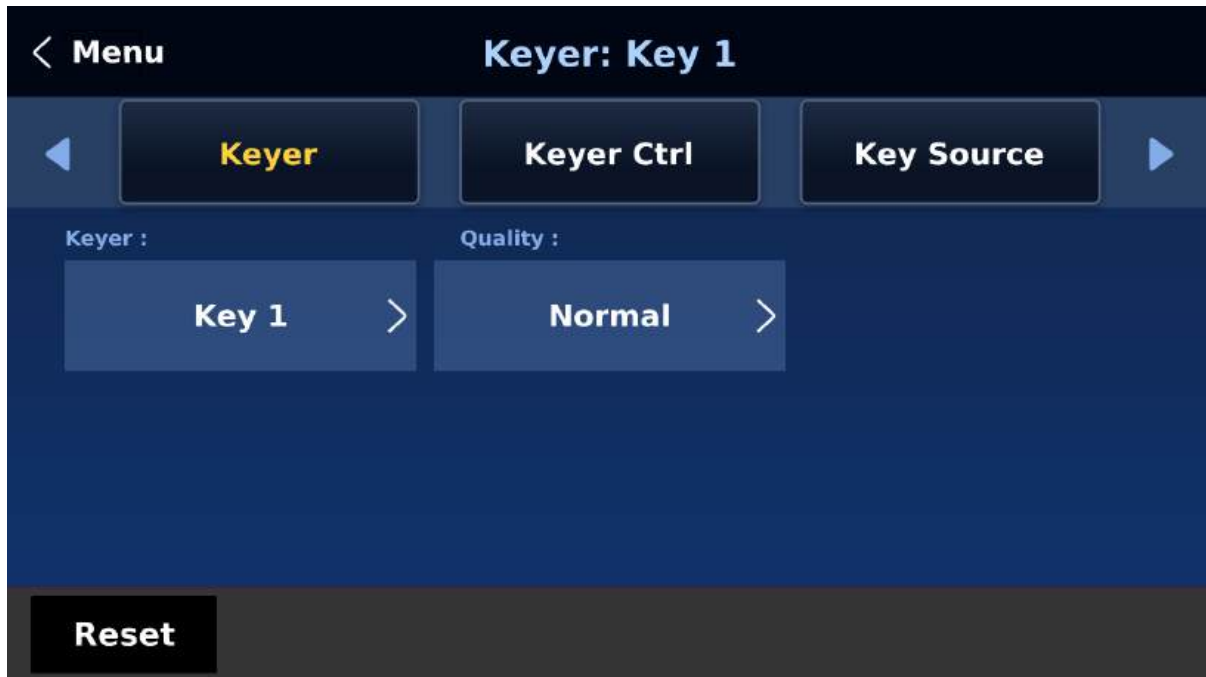 Menu
Keyer: Key 1
Keyer
Keyer Ctrl
Key Source
Keyer :
Quality :
Key 1
Normal
Reset